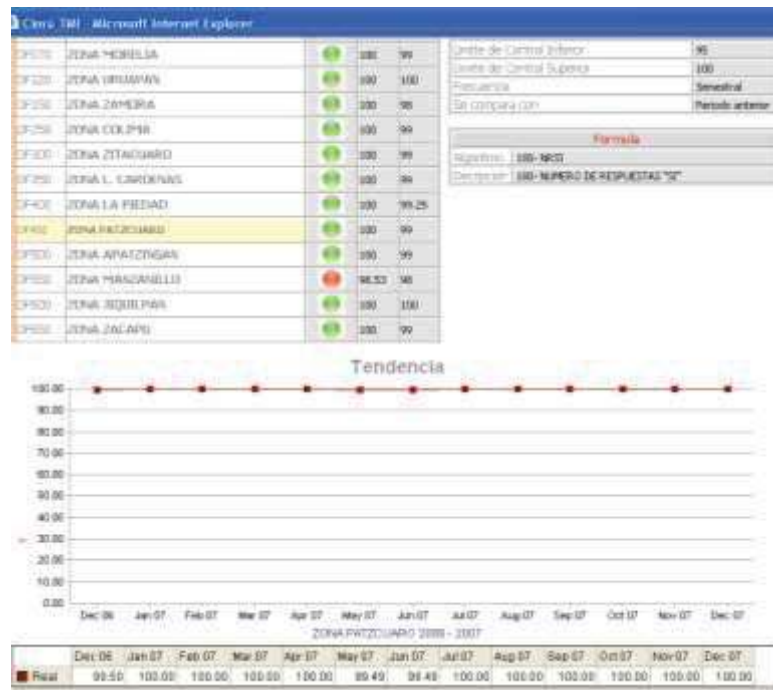 Cierre TMI - Microsoft Internet Explorer
ZONA MORELIA 100 99
ZONA URUAPAN 100 100
ZONA ZAMORA 100 98
ZONA COLIMA 100 99
ZONA ZITACUARO 100 99
ZONA L. CARDENAS 100 99
ZONA LA PIEDAD 100 99.25
ZONA PATZCUARO 100 99
ZONA APATZINGAN 100 99
ZONA MANZANILLO 98.53 98
ZONA JIQUILPAN 100 100
ZONA ZACAPU 100 99
Limite de Control Inferior 95
Limite de Control Superior 100
Frecuencia Semestral
Se compara con Periodo anterior
Formula
Algoritmo 100- NRSI
Descripcion 100- NUMERO DE RESPUESTAS "SI"
Tendencia
100.00
90.00
80.00
70.00
60.00
50.00
40.00
30.00
20.00
10.00
0.00
Dec 06 Jan 07 Feb 07 Mar 07 Apr 07 May 07 Jun 07 Jul 07 Aug 07 Sep 07 Oct 07 Nov 07 Dec 07
ZONA PATZCUARO 2006 - 2007
Dec 06 Jan 07 Feb 07 Mar 07 Apr 07 May 07 Jun 07 Jul 07 Aug 07 Sep 07 Oct 07 Nov 07 Dec 07
Real 99.50 100.00 100.00 100.00 100.00 99.49 99.49 100.00 100.00 100.00 100.00 100.00 100.00